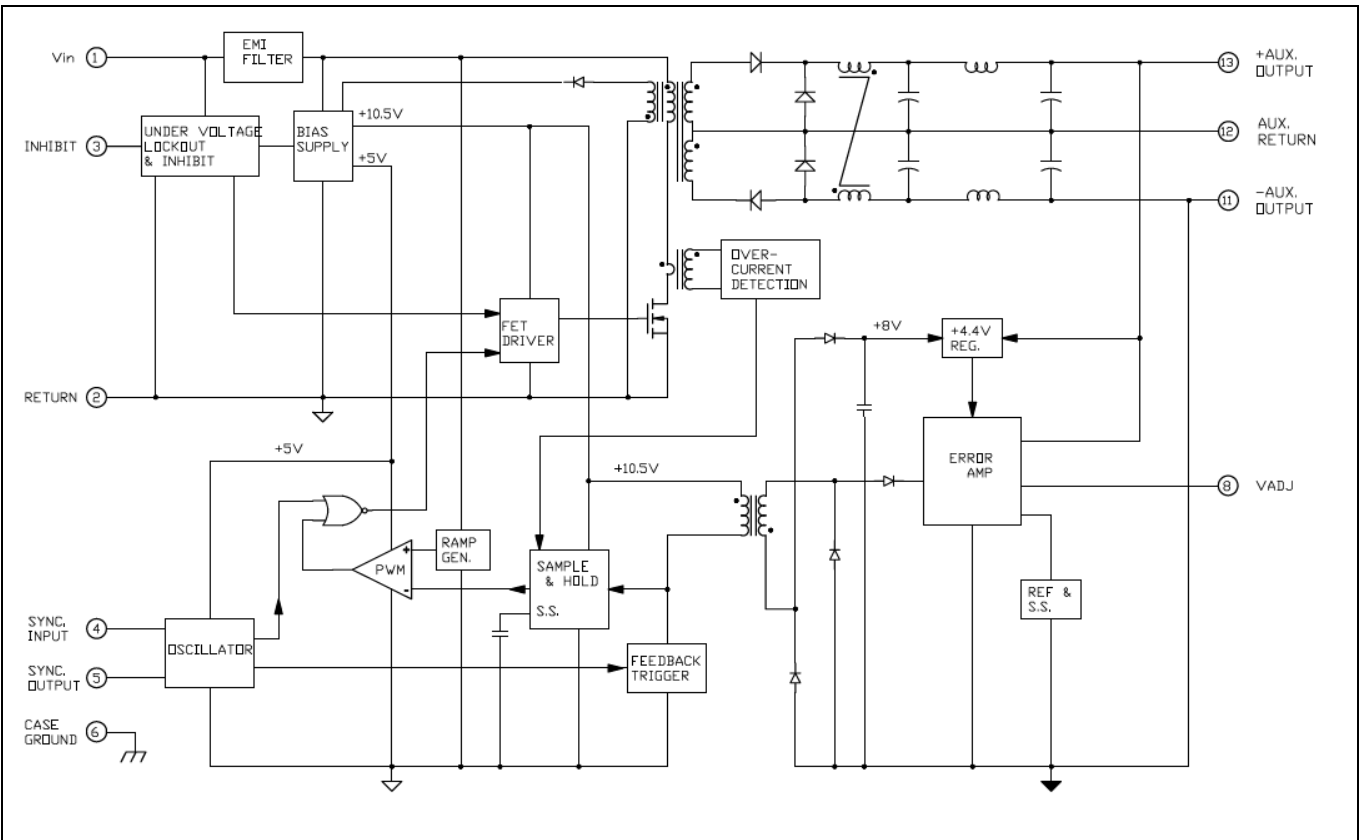 Vin
1
EMI
FILTER
13
+AUX.
OUTPUT
+10.5V
UNDER VOLTAGE
LOCKOUT
& INHIBIT
BIAS
SUPPLY
12
AUX.
RETURN
INHIBIT
3
+5V
11
-AUX.
OUTPUT
OVER-
CURRENT
DETECTION
FET
DRIVER
+8V
+4.4V
REG.
RETURN
2
+5V
ERROR
AMP
+10.5V
8
VADJ
+
PWM
-
RAMP
GEN.
SAMPLE
& HOLD
S.S.
REF &
S.S.
SYNC.
INPUT
4
OSCILLATOR
SYNC.
OUTPUT
5
FEEDBACK
TRIGGER
CASE
GROUND
6